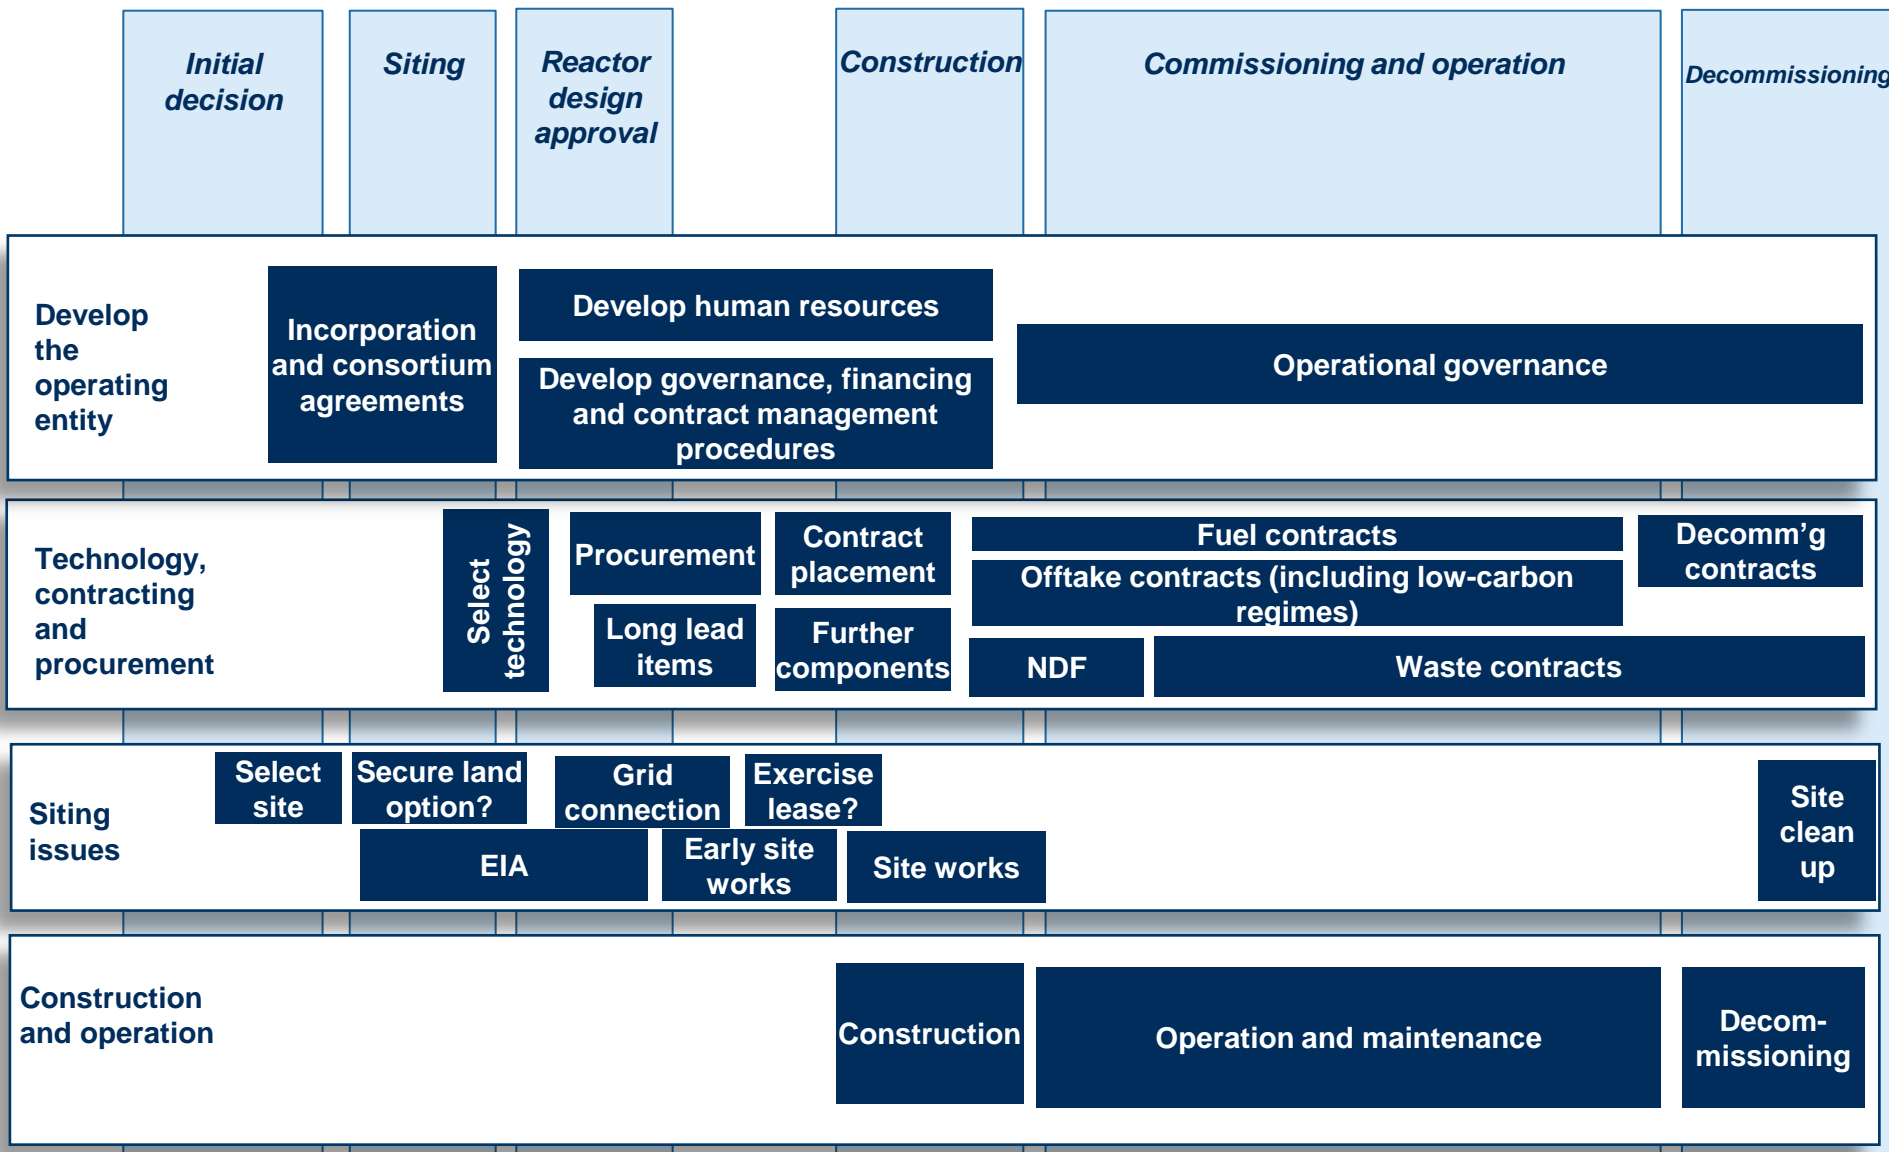 Initial
decision
Siting
Reactor
design
approval
Construction
Commissioning and operation
Decommissioning
Develop
the
operating
entity
Incorporation
and consortium
agreements
Develop human resources
Develop governance, financing
and contract management
procedures
Operational governance
Technology,
contracting
and
procurement
Select
technology
Procurement
Long lead
items
Contract
placement
Further
components
Fuel contracts
Offtake contracts (including low-carbon
regimes)
NDF
Waste contracts
Decomm’g
contracts
Siting
issues
Select
site
Secure land
option?
Grid
connection
Exercise
lease?
EIA
Early site
works
Site works
Site
clean
up
Construction
and operation
Construction
Operation and maintenance
Decom-
missioning